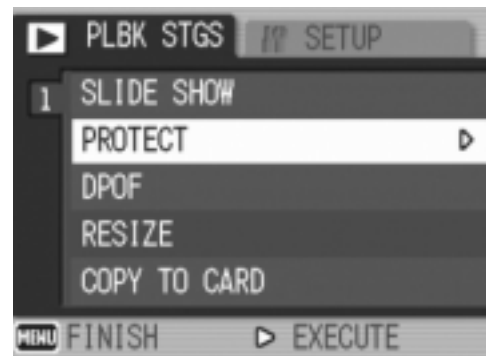 PLBK STGS SETUP
1 SLIDE SHOW
PROTECT
DPOF
RESIZE
COPY TO CARD
MENU FINISH EXECUTE